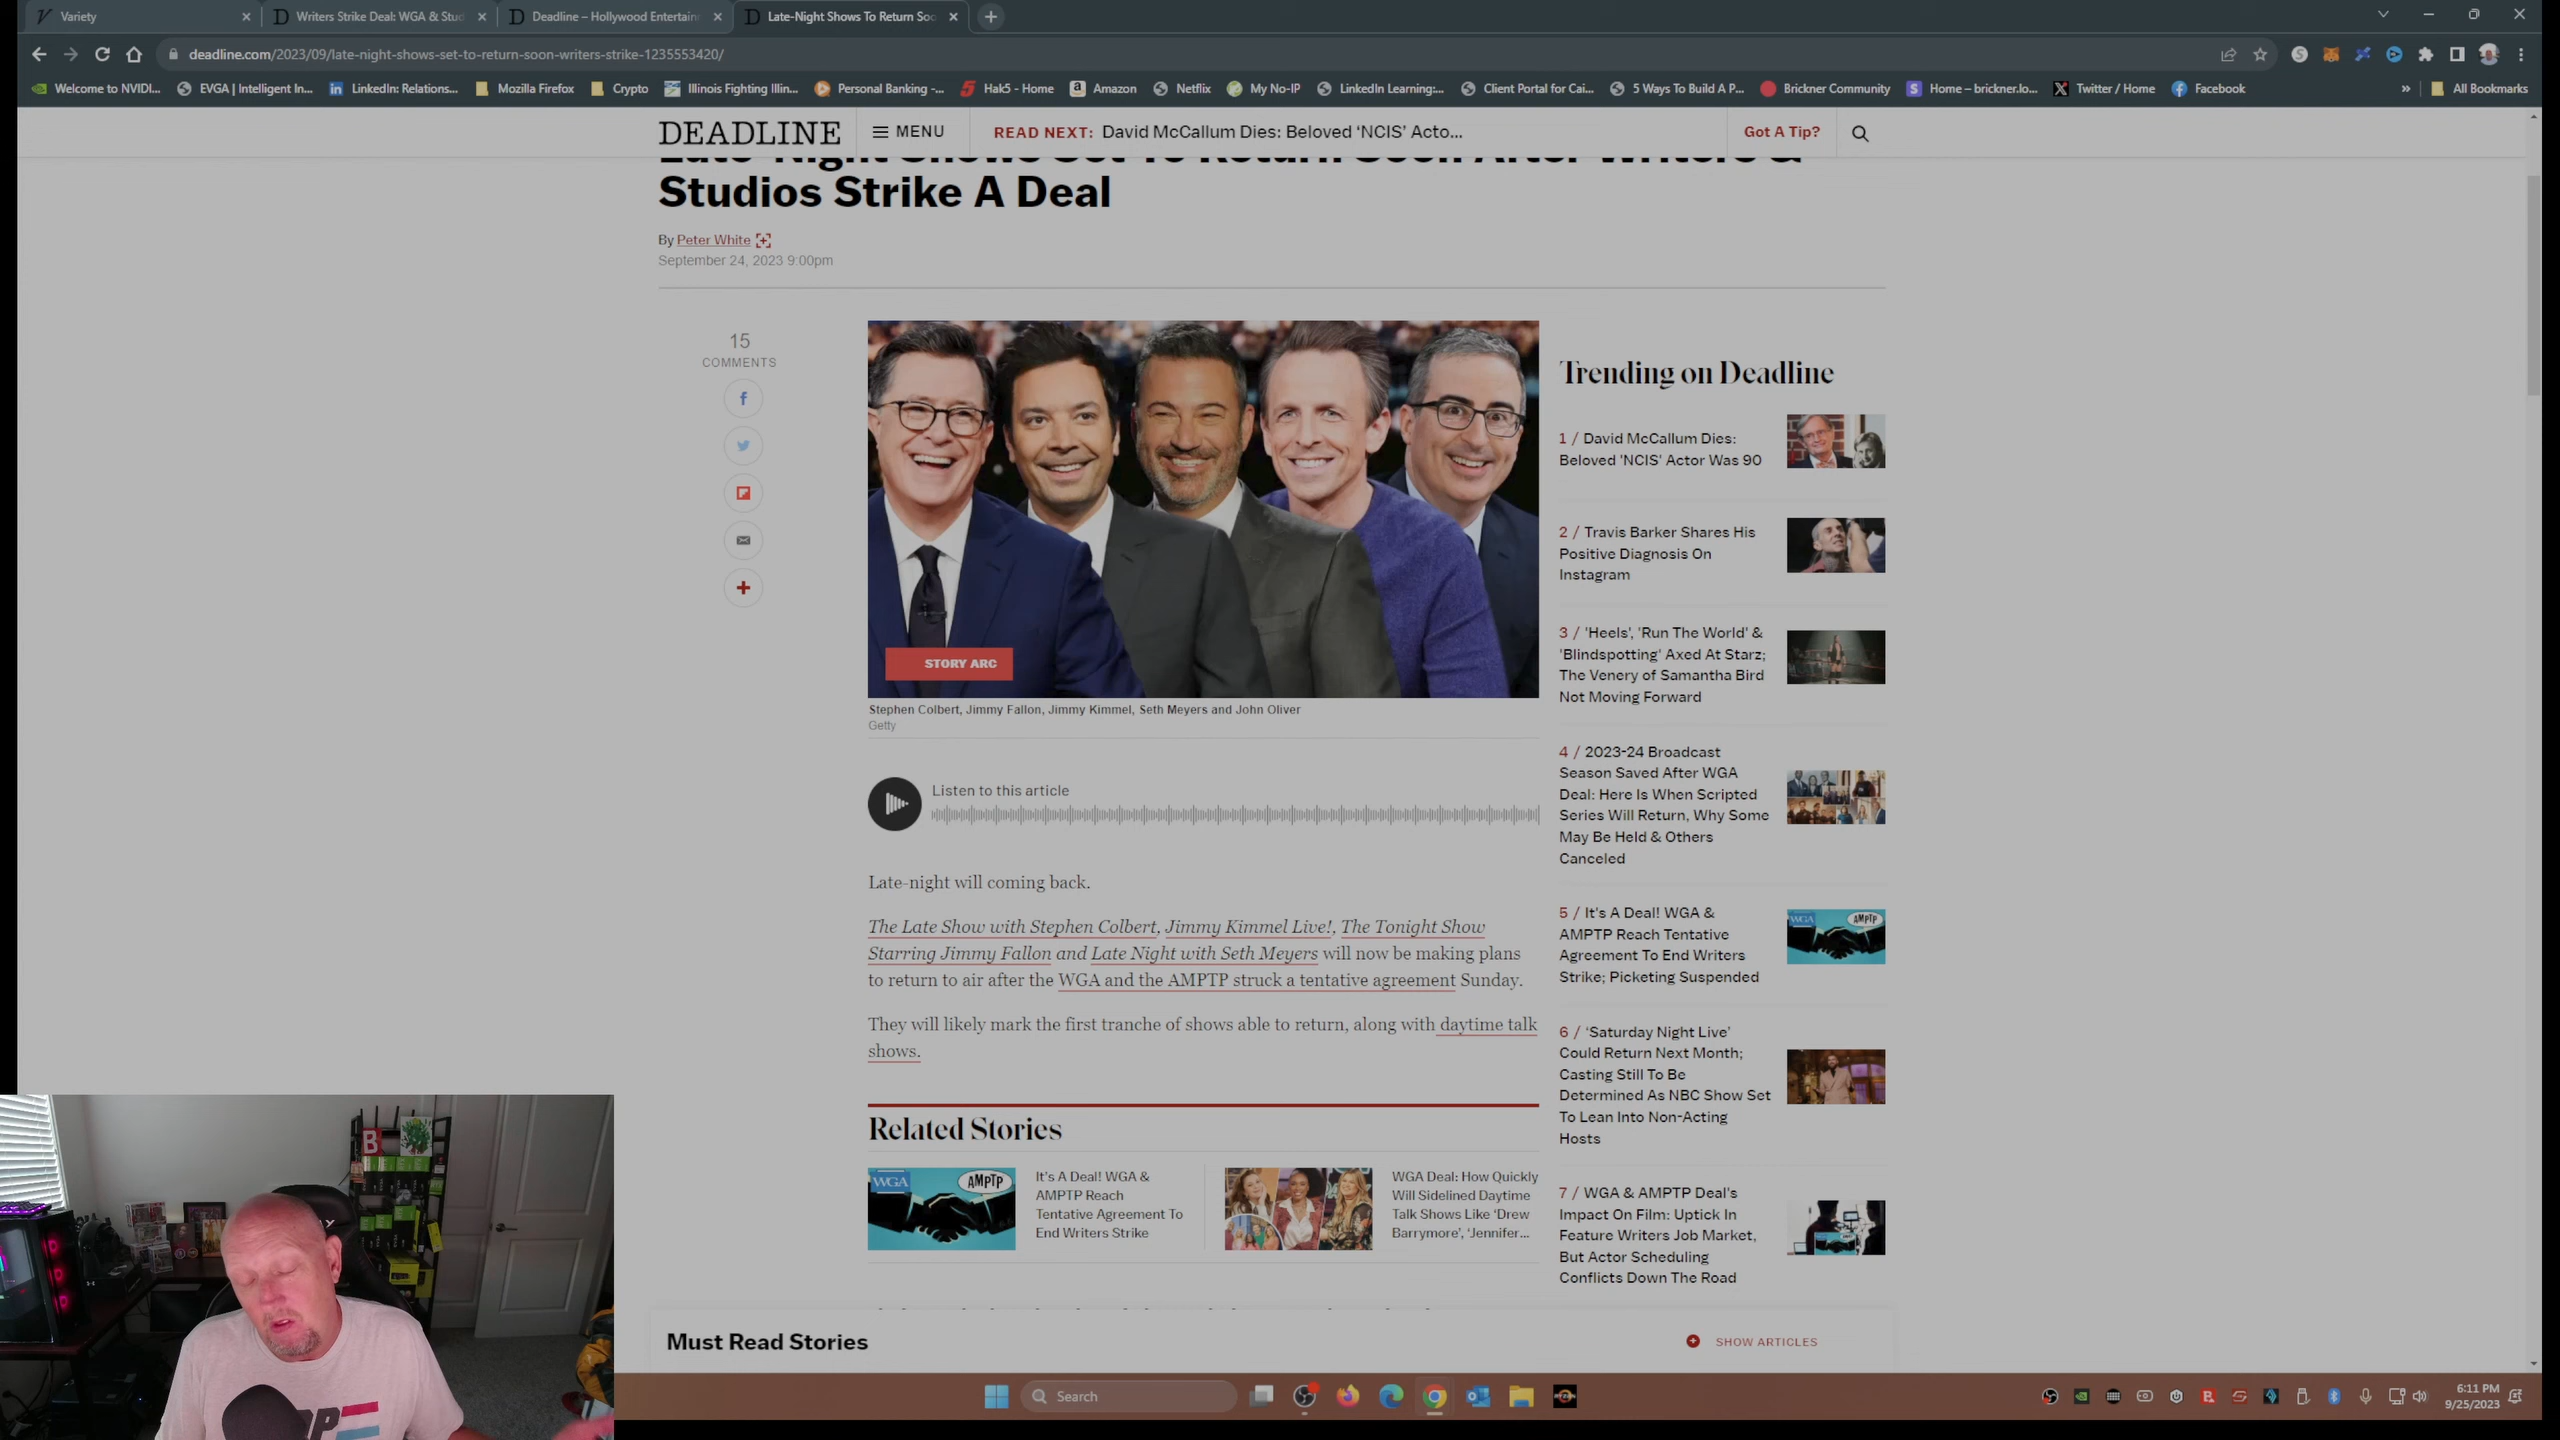 Variety
Writers Strike Deal: WGA & Stud
Deadline – Hollywood Entertainm
Late-Night Shows To Return Soo
deadline.com/2023/09/late-night-shows-set-to-return-soon-writers-strike-1235553420/
Welcome to NVIDI...
EVGA | Intelligent In...
LinkedIn: Relations...
Mozilla Firefox
Crypto
Illinois Fighting Illin...
Personal Banking -...
Hak5 - Home
Amazon
Netflix
My No-IP
LinkedIn Learning:...
Client Portal for Cai...
5 Ways To Build A P...
Brickner Community
Home – brickner.lo...
Twitter / Home
Facebook
All Bookmarks
DEADLINE
MENU
READ NEXT: David McCallum Dies: Beloved ‘NCIS’ Acto...
Got A Tip?
Late-Night Shows Set To Return Soon After Writers &
Studios Strike A Deal
By Peter White
September 24, 2023 9:00pm
15
COMMENTS
STORY ARC
Stephen Colbert, Jimmy Fallon, Jimmy Kimmel, Seth Meyers and John Oliver
Getty
Listen to this article
Late-night will coming back.
The Late Show with Stephen Colbert, Jimmy Kimmel Live!, The Tonight Show
Starring Jimmy Fallon and Late Night with Seth Meyers will now be making plans
to return to air after the WGA and the AMPTP struck a tentative agreement Sunday.
They will likely mark the first tranche of shows able to return, along with daytime talk
shows.
Related Stories
WGA
AMPTP
It’s A Deal! WGA &
AMPTP Reach
Tentative Agreement To
End Writers Strike
WGA Deal: How Quickly
Will Sidelined Daytime
Talk Shows Like ‘Drew
Barrymore’, ‘Jennifer...
Trending on Deadline
1 / David McCallum Dies:
Beloved 'NCIS' Actor Was 90
2 / Travis Barker Shares His
Positive Diagnosis On
Instagram
3 / 'Heels', 'Run The World' &
'Blindspotting' Axed At Starz;
The Venery of Samantha Bird
Not Moving Forward
4 / 2023-24 Broadcast
Season Saved After WGA
Deal: Here Is When Scripted
Series Will Return, Why Some
May Be Held & Others
Canceled
5 / It's A Deal! WGA &
AMPTP Reach Tentative
Agreement To End Writers
Strike; Picketing Suspended
WGA
AMPTP
6 / ‘Saturday Night Live’
Could Return Next Month;
Casting Still To Be
Determined As NBC Show Set
To Lean Into Non-Acting
Hosts
7 / WGA & AMPTP Deal's
Impact On Film: Uptick In
Feature Writers Job Market,
But Actor Scheduling
Conflicts Down The Road
Must Read Stories
SHOW ARTICLES
B
Search
6:11 PM
9/25/2023